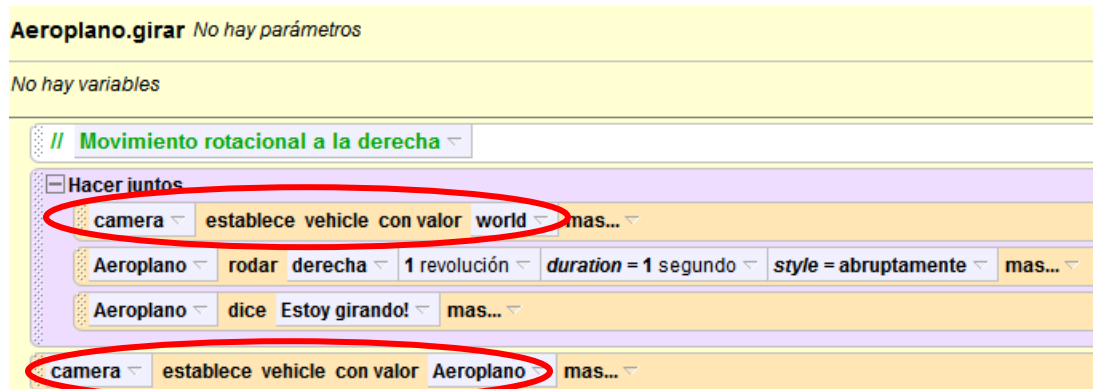 Aeroplano.girar No hay parámetros
No hay variables
// Movimiento rotacional a la derecha
Hacer juntos
camera establece vehicle con valor world mas...
Aeroplano rodar derecha 1 revolución duration = 1 segundo style = abruptamente mas...
Aeroplano dice Estoy girando! mas...
camera establece vehicle con valor Aeroplano mas...